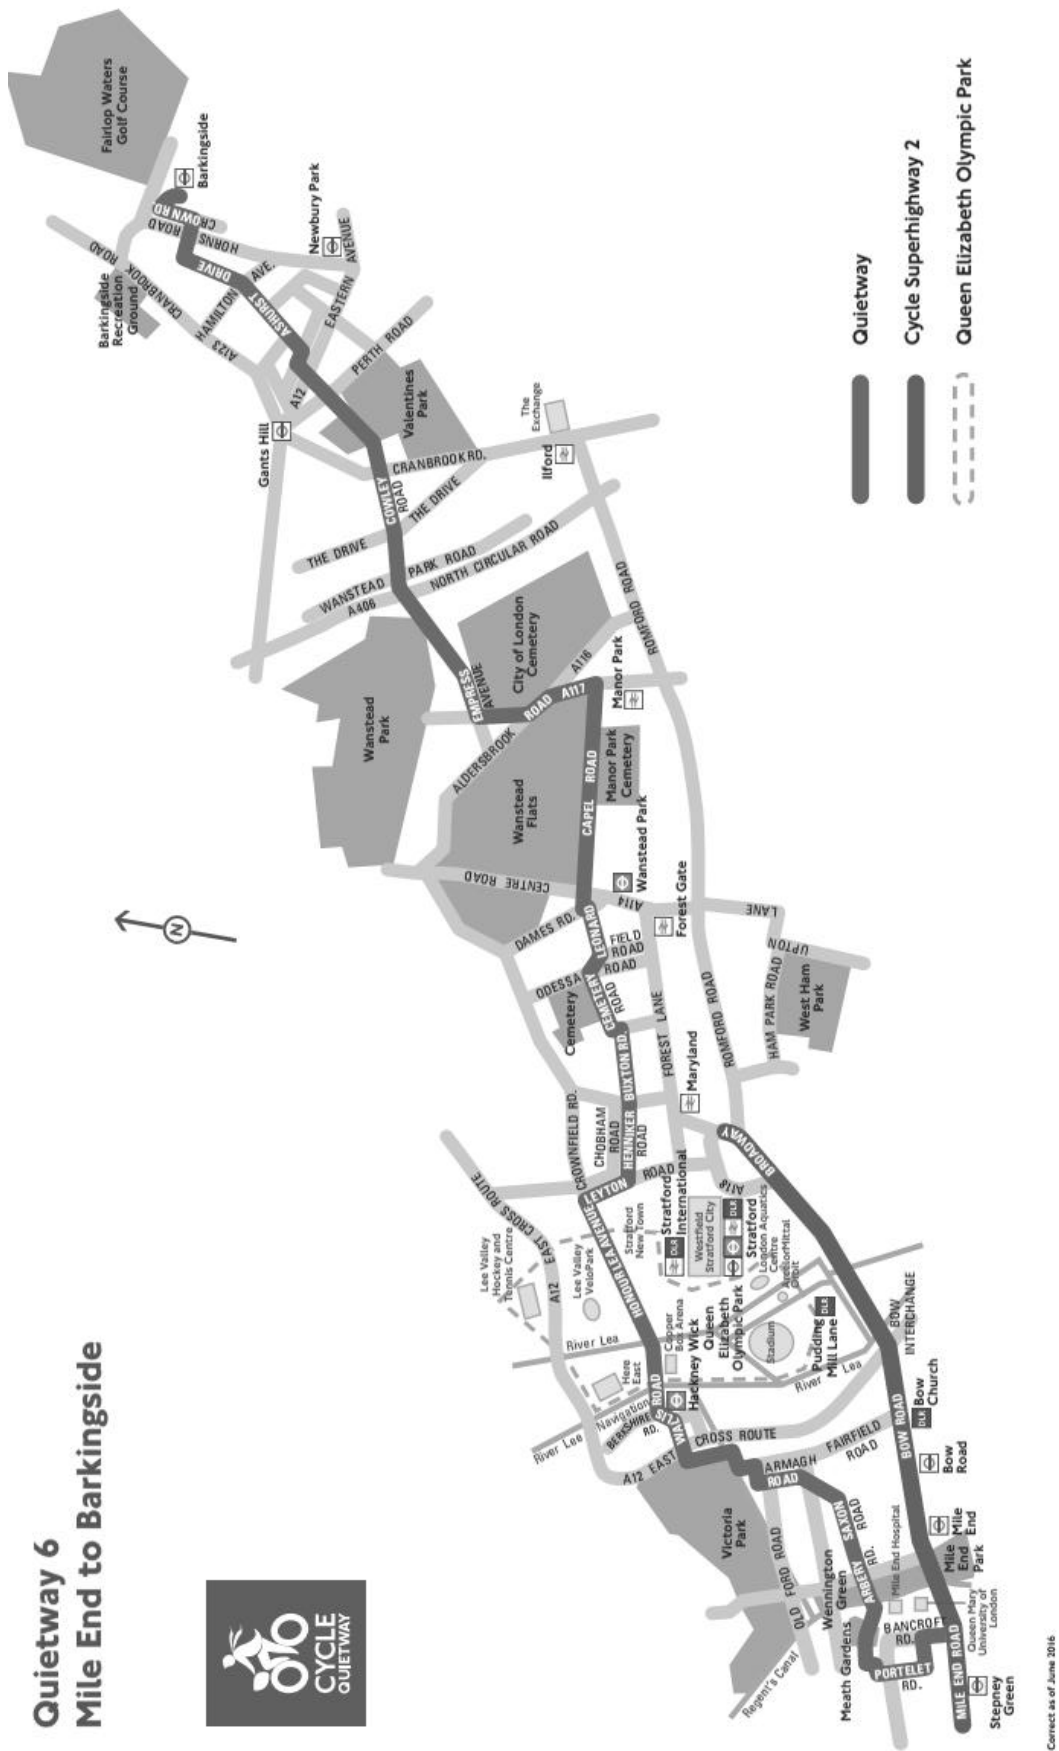 Quietway 6
Mile End to Barkingside
CYCLE
QUIETWAY
N
Quietway
Cycle Superhighway 2
Queen Elizabeth Olympic Park
Fairlop Waters
Golf Course
Barkingside
CROWN RD.
HORNS ROAD
Newbury Park
EASTERN AVENUE
CRANBROOK ROAD
Barkingside
Recreation
Ground
HAMILTON AVE.
A123
ASHURST DRIVE
A12
PERTH ROAD
Gants Hill
Valentines
Park
CRANBROOK RD.
The
Exchange
Ilford
COWLEY
ROAD
THE DRIVE
THE DRIVE
WANSTEAD PARK ROAD
A406
NORTH CIRCULAR ROAD
ROMFORD ROAD
City of London
Cemetery
EMPRESS
AVENUE
A116
Wanstead
Park
ALDERSBROOK ROAD
A117
Manor Park
Wanstead
Flats
CAPEL ROAD
Manor Park
Cemetery
CENTRE ROAD
Wanstead Park
A114
Forest Gate
DAMES RD.
LEONARD
FIELD
ROAD
ODESSA ROAD
Cemetery
CEMETERY
ROAD
UPTON LANE
HAM PARK ROAD
West Ham
Park
FOREST LANE
ROMFORD ROAD
Maryland
BUXTON RD.
HENNIKER
ROAD
CHOBHAM
ROAD
CROWNFIELD RD.
LEYTON ROAD
A12 EAST CROSS ROUTE
BROADWAY
A118
Stratford
International
DLR
Westfield
Stratford City
DLR
Stratford
London Aquatics
Centre
ArcelorMittal
Orbit
Stratford
New Town
Lee Valley
Hockey and
Tennis Centre
Lee Valley
VeloPark
HONOUR LEA AVENUE
River Lea
Copper
Box Arena
Queen
Elizabeth
Olympic Park
Stadium
Pudding
Mill Lane
DLR
BOW
INTERCHANGE
River Lea
Here
East
Hackney Wick
WALLIS ROAD
BERKSHIRE
RD.
River Lee Navigation
A12 EAST CROSS ROUTE
Bow
Church
DLR
BOW ROAD
FAIRFIELD
ROAD
ARMAGH
ROAD
Bow
Road
Victoria
Park
OLD FORD ROAD
SAXON
ROAD
Mile
End
Mile
End
Park
Mile End Hospital
Wennington
Green
ARBERY
RD.
Queen Mary
University of
London
BANCROFT
RD.
Meath Gardens
Regent's Canal
PORTELET
RD.
MILE END ROAD
Stepney
Green
Correct as of June 2016